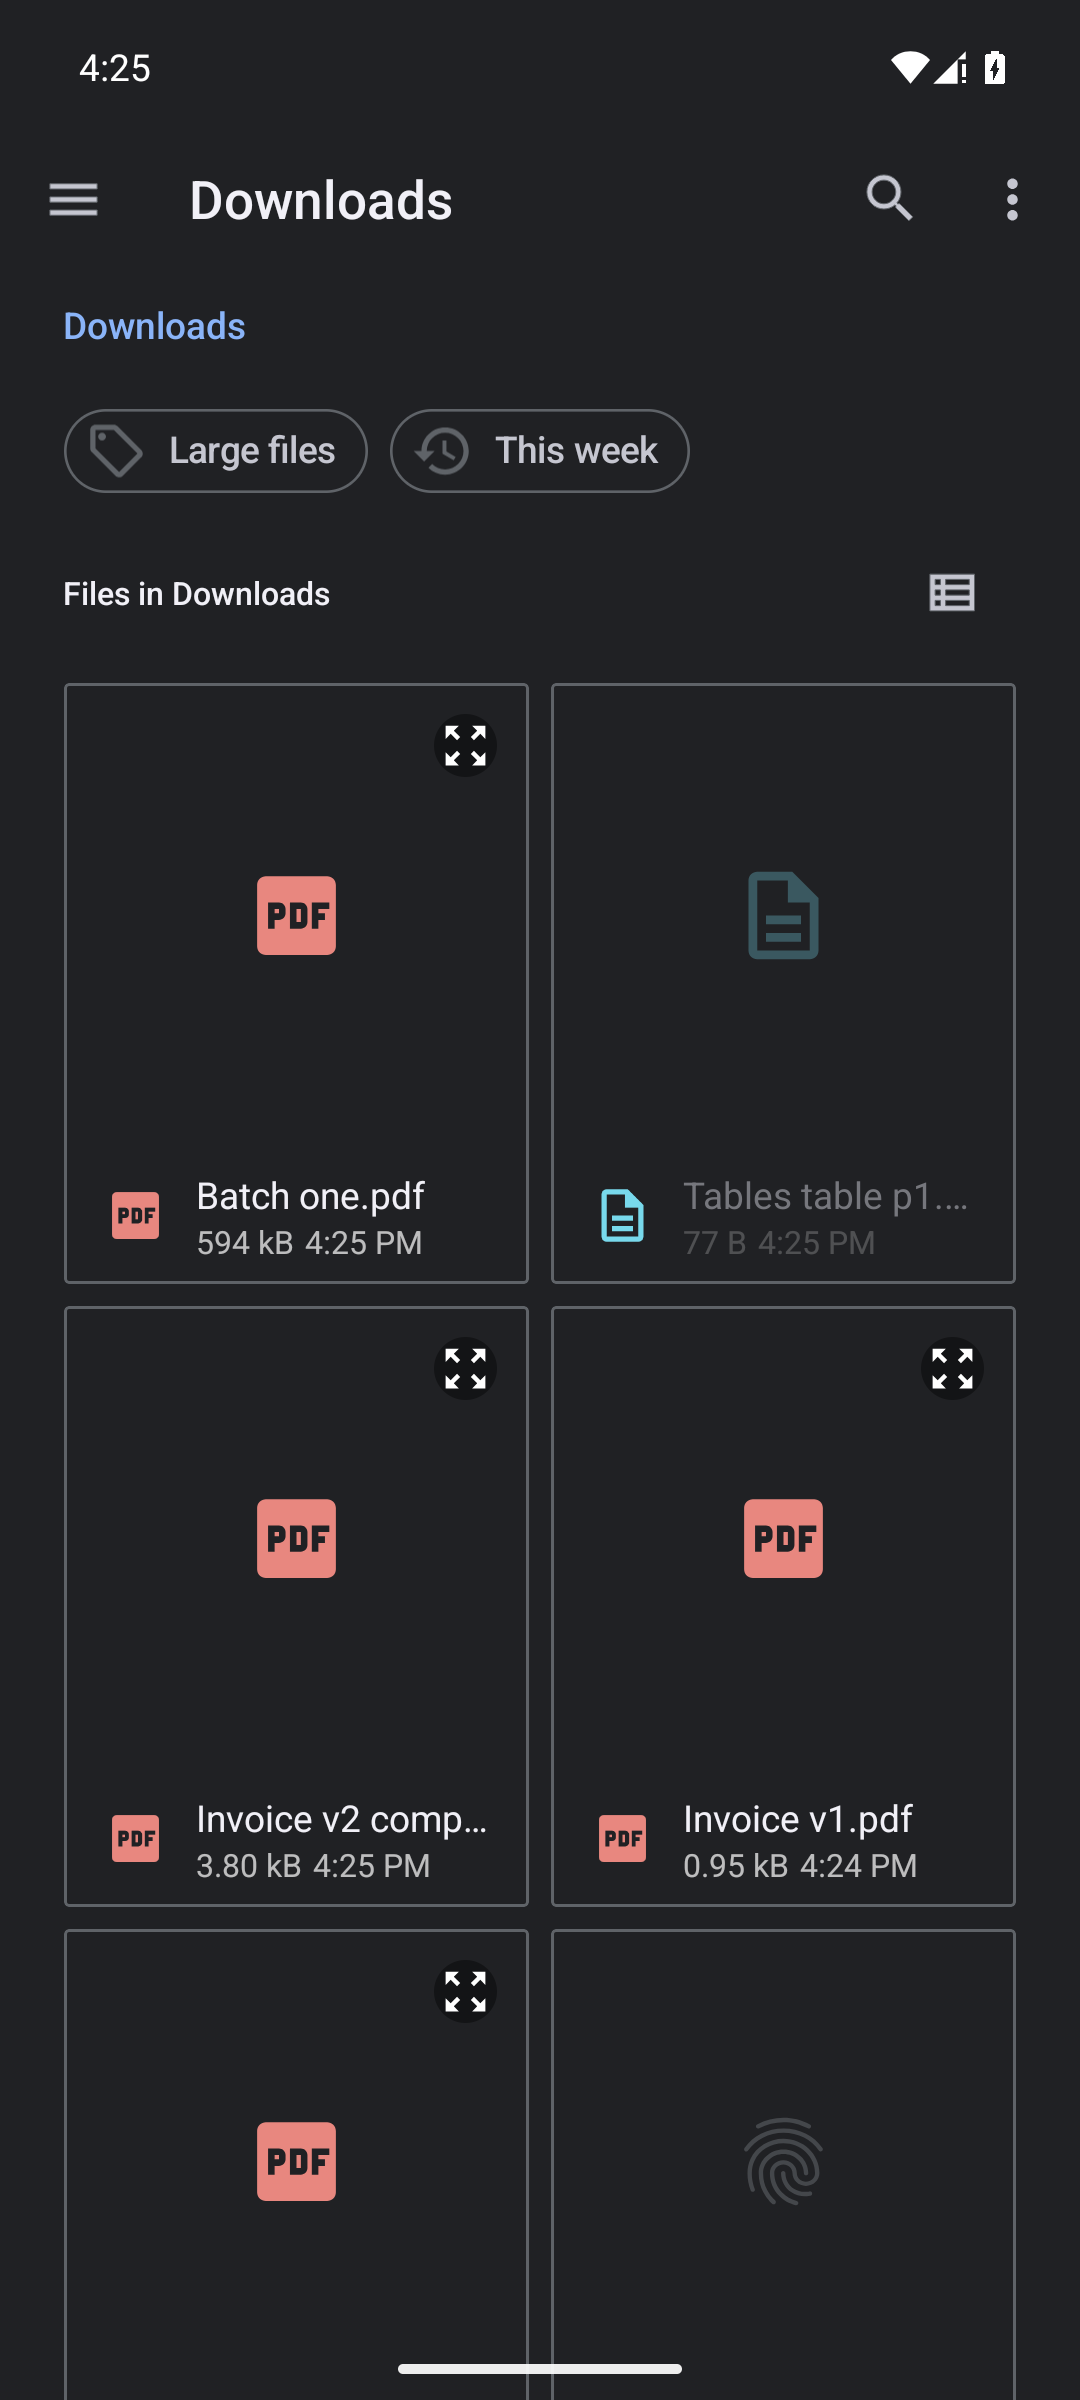 4:25
Downloads
Downloads
Large files
This week
Files in Downloads
PDF
PDF
Batch one.pdf
594 kB 4:25 PM
Tables table p1....
77 B 4:25 PM
PDF
PDF
PDF
Invoice v2 comp...
3.80 kB 4:25 PM
PDF
Invoice v1.pdf
0.95 kB 4:24 PM
PDF